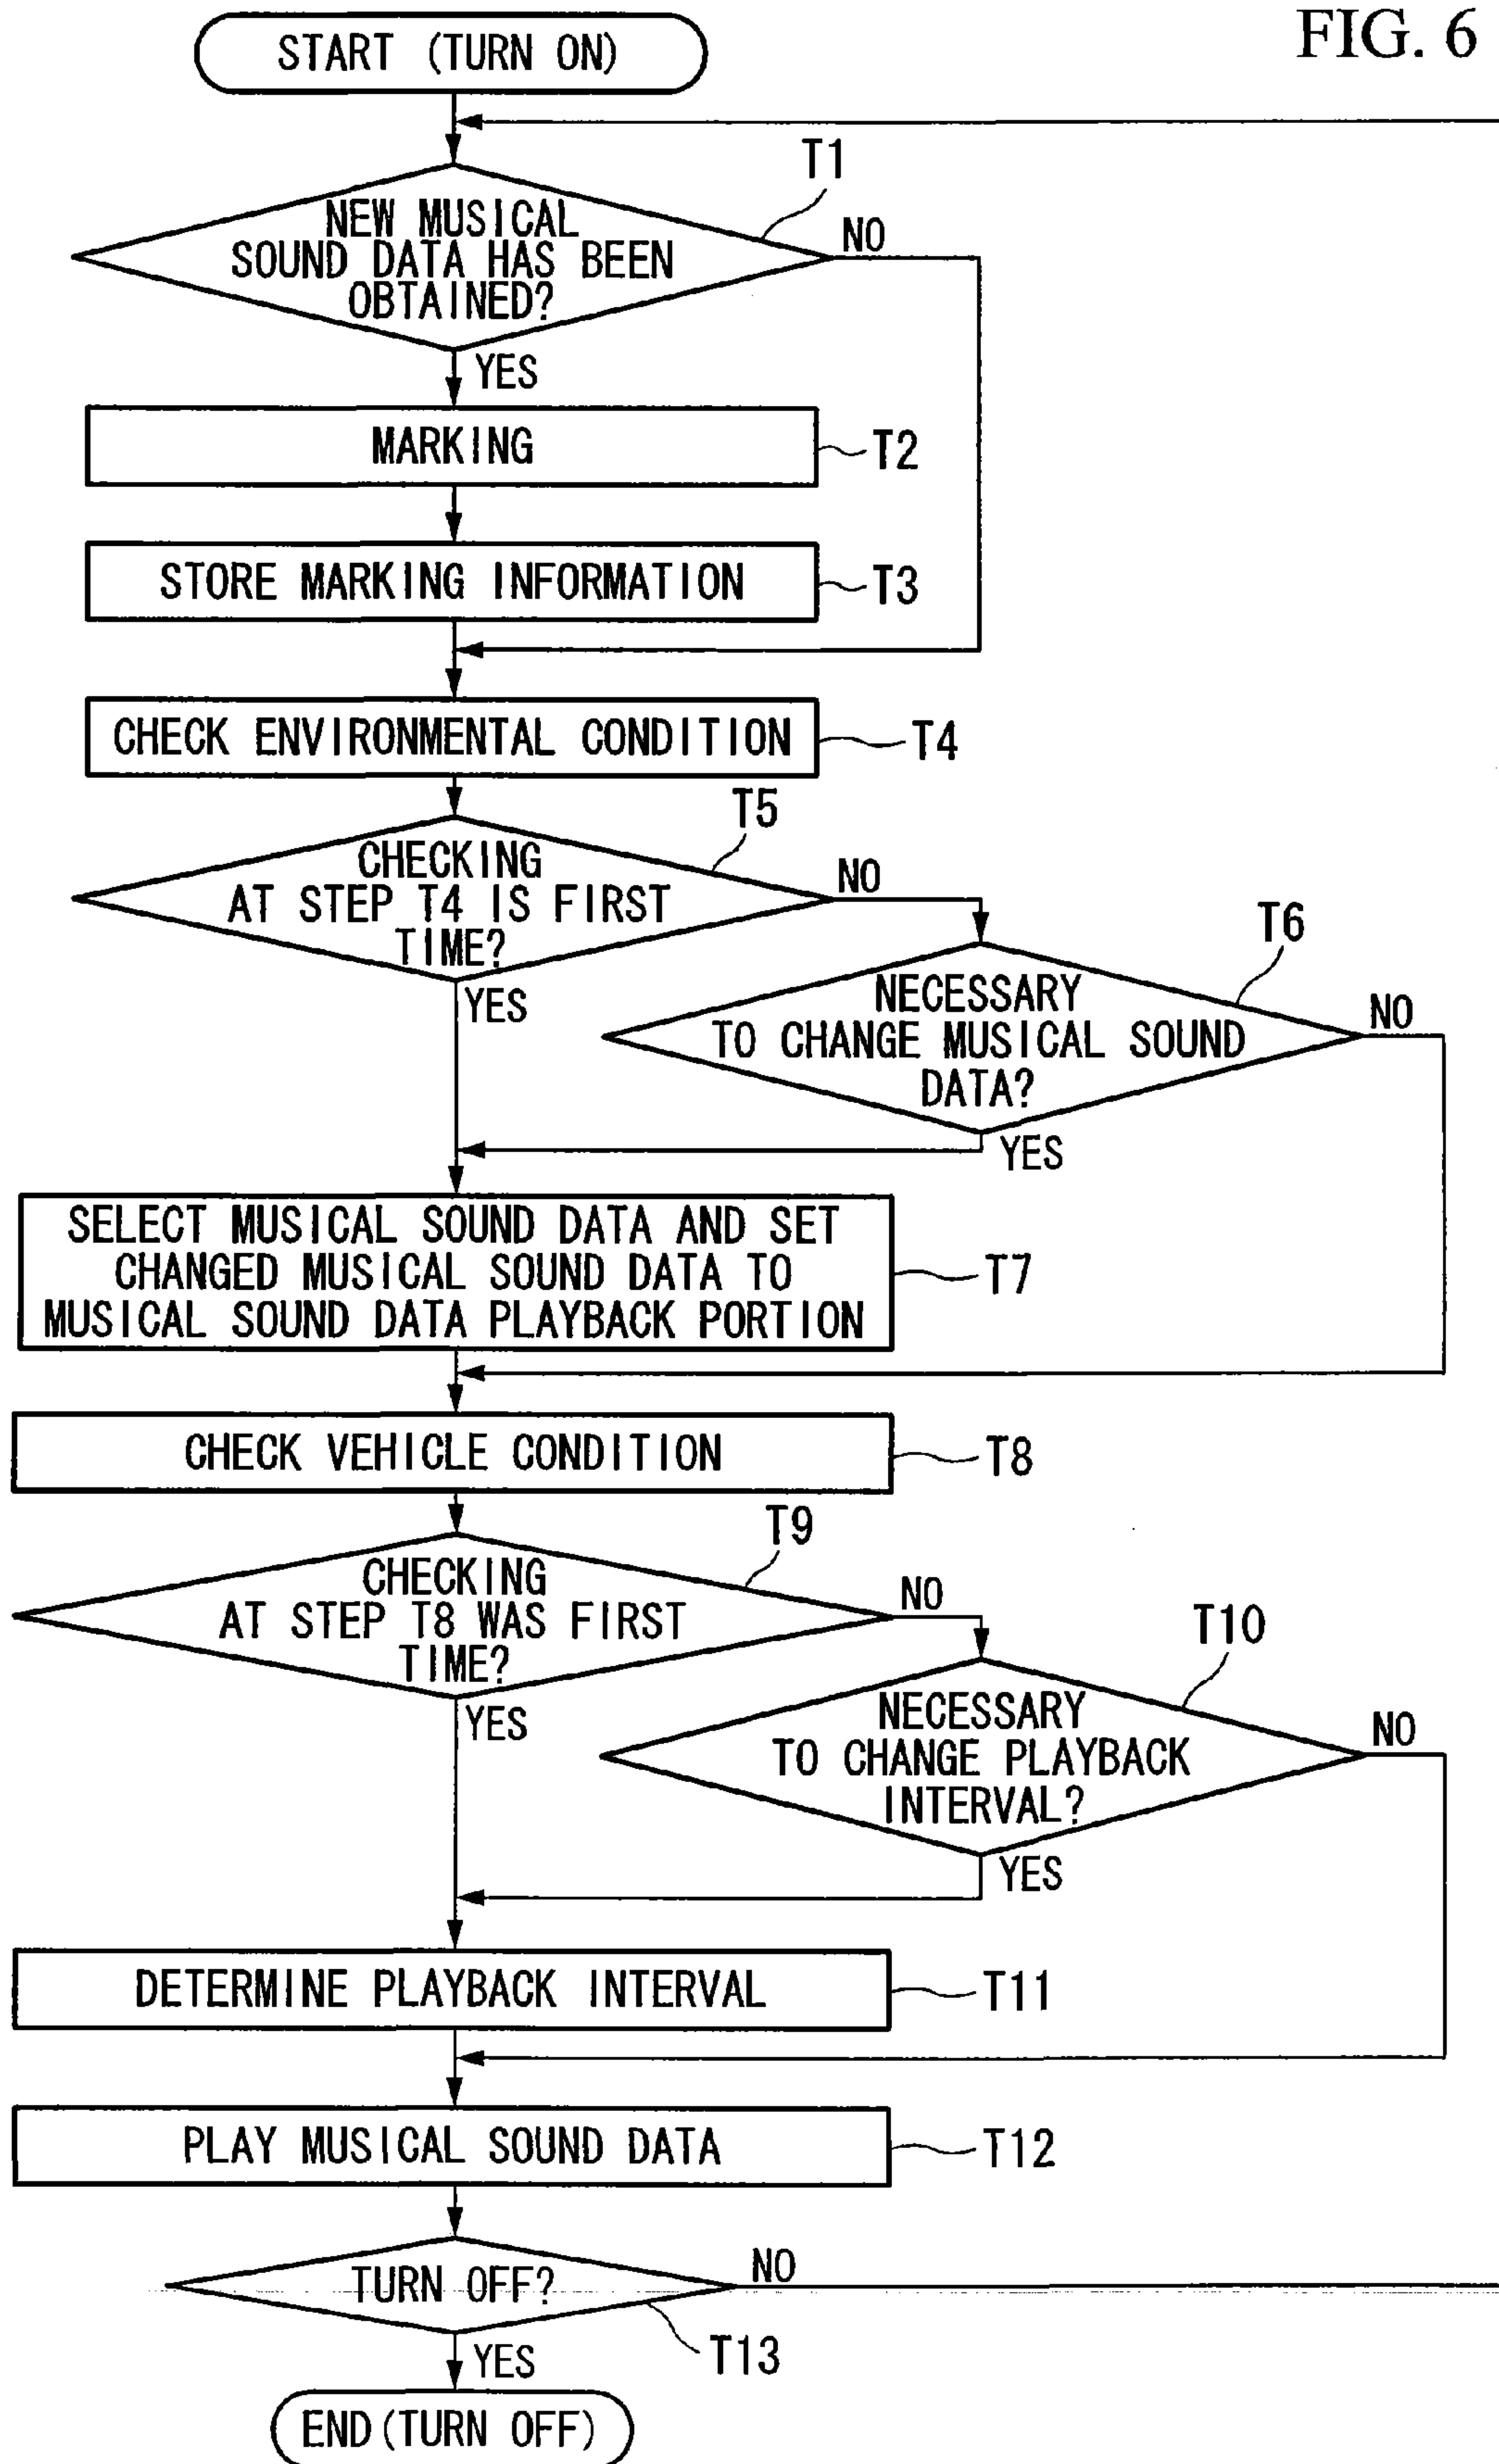 FIG. 6
START (TURN ON)
T1
NEW MUSICAL
SOUND DATA HAS BEEN
OBTAINED?
NO
YES
MARKING
T2
STORE MARKING INFORMATION
T3
CHECK ENVIRONMENTAL CONDITION
T4
T5
CHECKING
AT STEP T4 IS FIRST
TIME?
NO
YES
T6
NECESSARY
TO CHANGE MUSICAL SOUND
DATA?
NO
YES
SELECT MUSICAL SOUND DATA AND SET
CHANGED MUSICAL SOUND DATA TO
MUSICAL SOUND DATA PLAYBACK PORTION
T7
CHECK VEHICLE CONDITION
T8
T9
CHECKING
AT STEP T8 WAS FIRST
TIME?
NO
YES
T10
NECESSARY
TO CHANGE PLAYBACK
INTERVAL?
NO
YES
DETERMINE PLAYBACK INTERVAL
T11
PLAY MUSICAL SOUND DATA
T12
TURN OFF?
NO
T13
YES
END (TURN OFF)